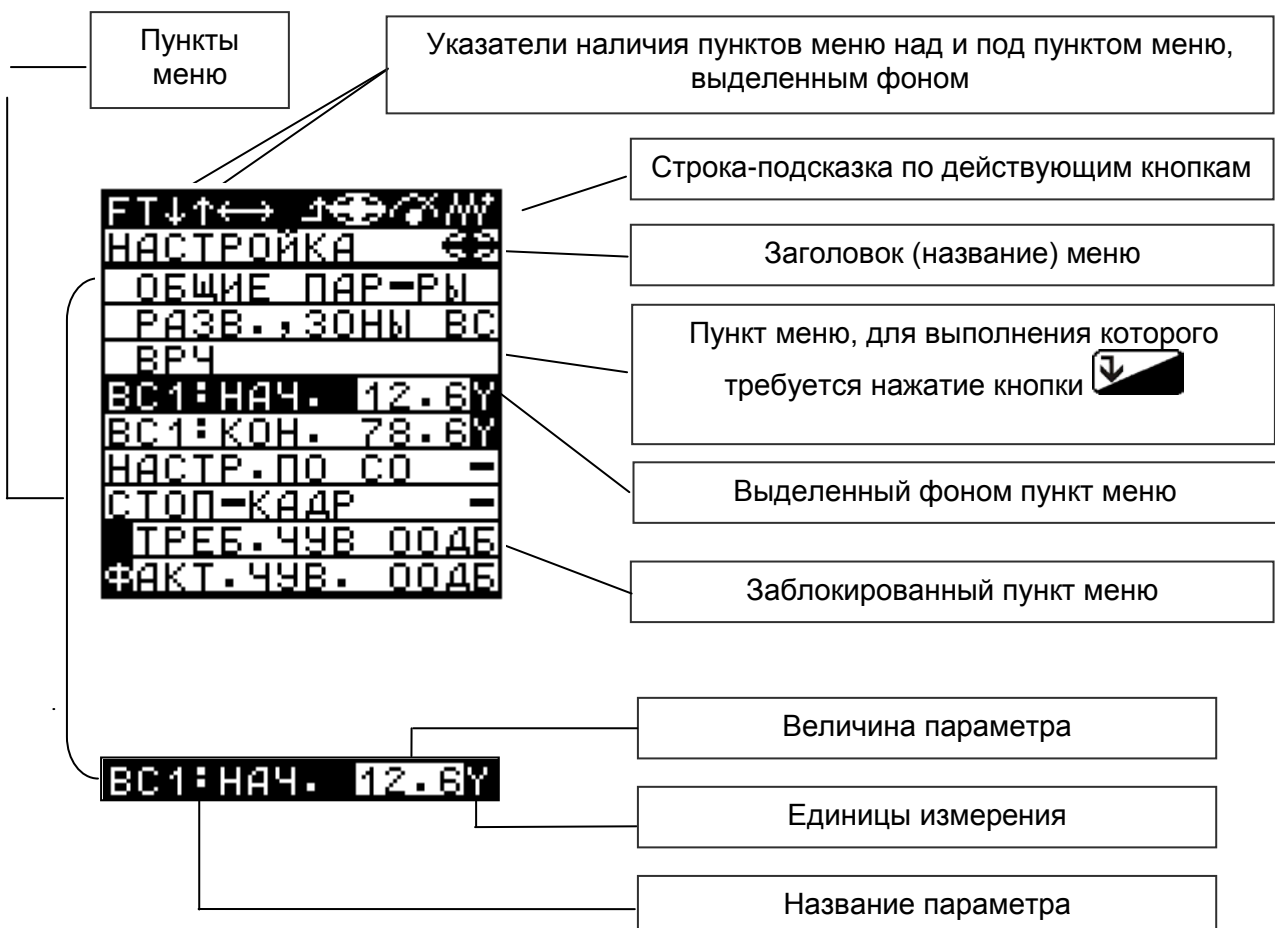 Пункты
меню
Указатели наличия пунктов меню над и под пунктом меню,
выделенным фоном
Строка-подсказка по действующим кнопкам
FT↓↑↔
НАСТРОЙКА
Заголовок (название) меню
ОБЩИЕ ПАР-РЫ
РАЗВ.,ЗОНЫ ВС
ВРЧ
Пункт меню, для выполнения которого
требуется нажатие кнопки
ВС1:НАЧ. 12.6Y
ВС1:КОН. 78.6Y
НАСТР.ПО СО -
СТОП-КАДР -
ТРЕБ.ЧУВ 00ДБ
ФАКТ.ЧУВ. 00ДБ
Выделенный фоном пункт меню
Заблокированный пункт меню
Величина параметра
ВС1:НАЧ. 12.6Y
Единицы измерения
Название параметра